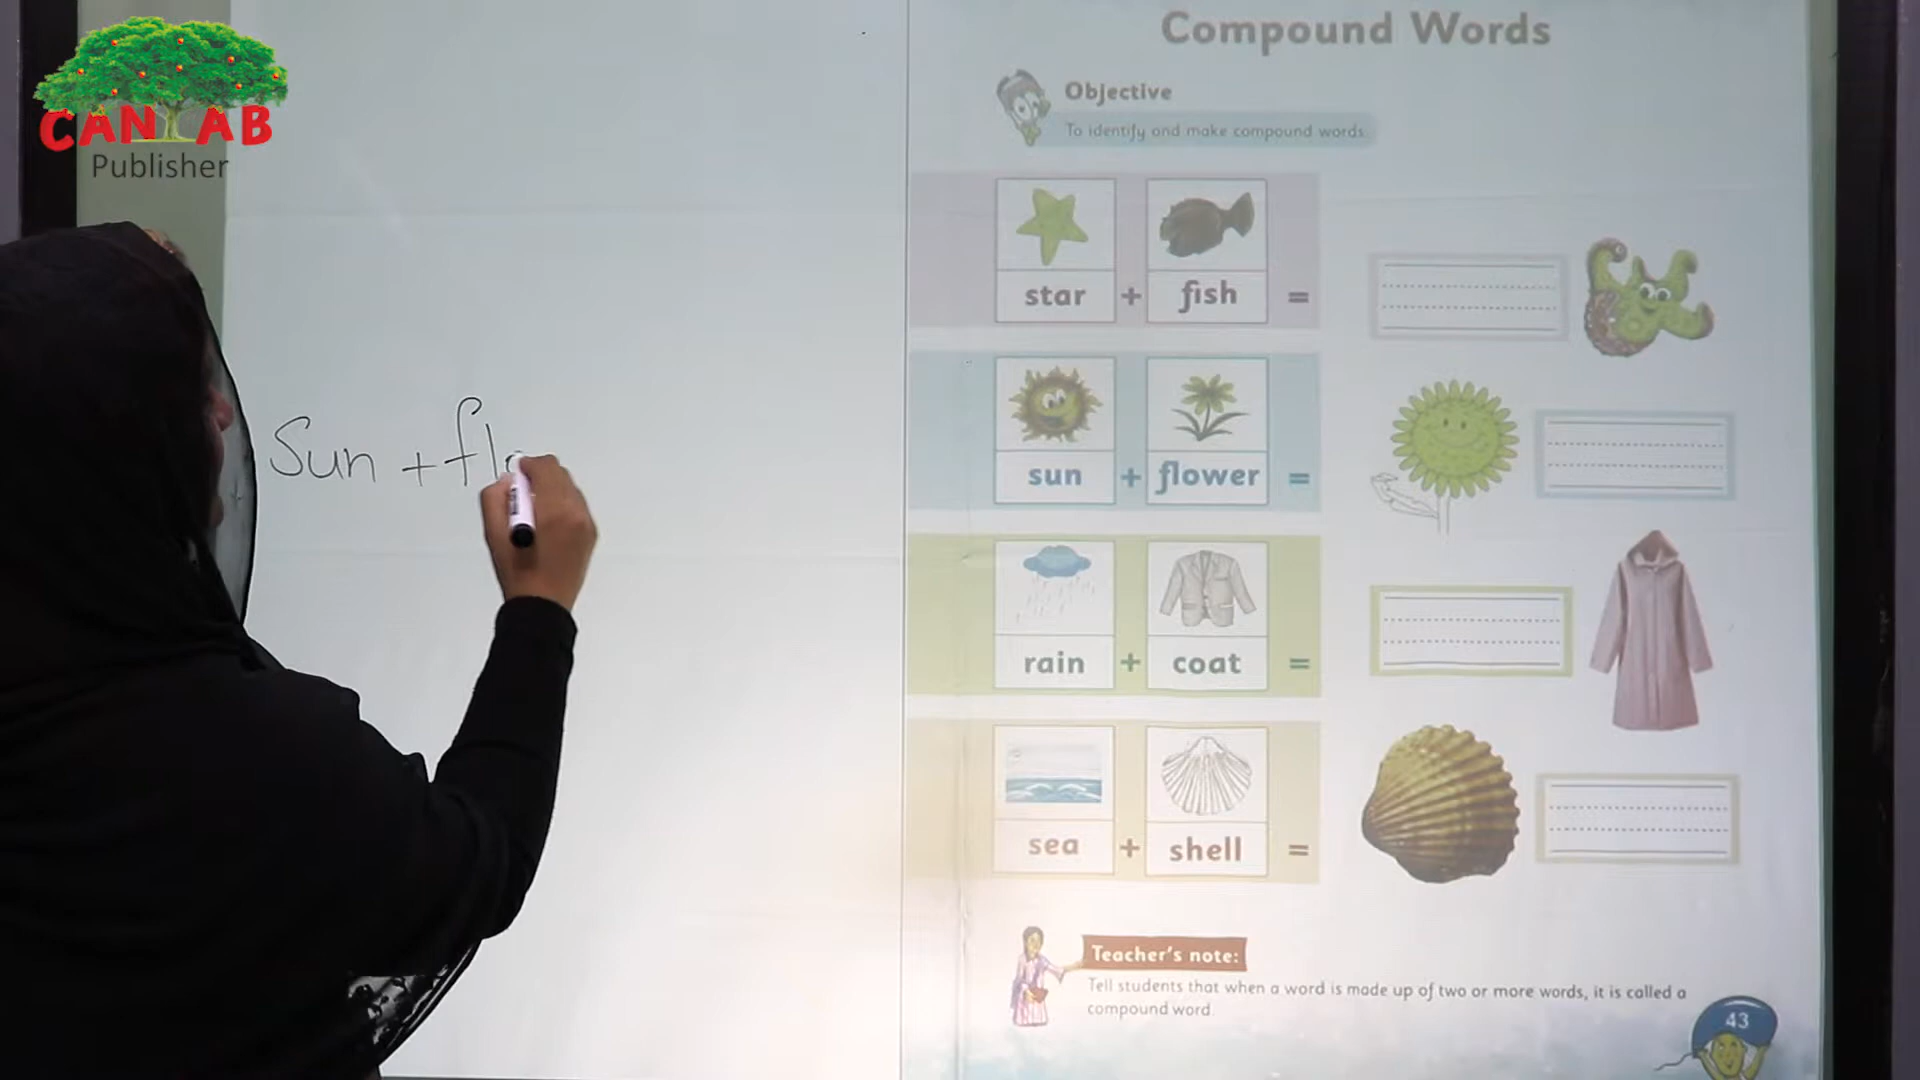 CANTAB
Publisher
Compound Words
Objective
To identify and make compound words.
star + fish =
Sun + flo
sun + flower =
rain + coat =
sea + shell =
Teacher's note:
Tell students that when a word is made up of two or more words, it is called a
compound word.
43